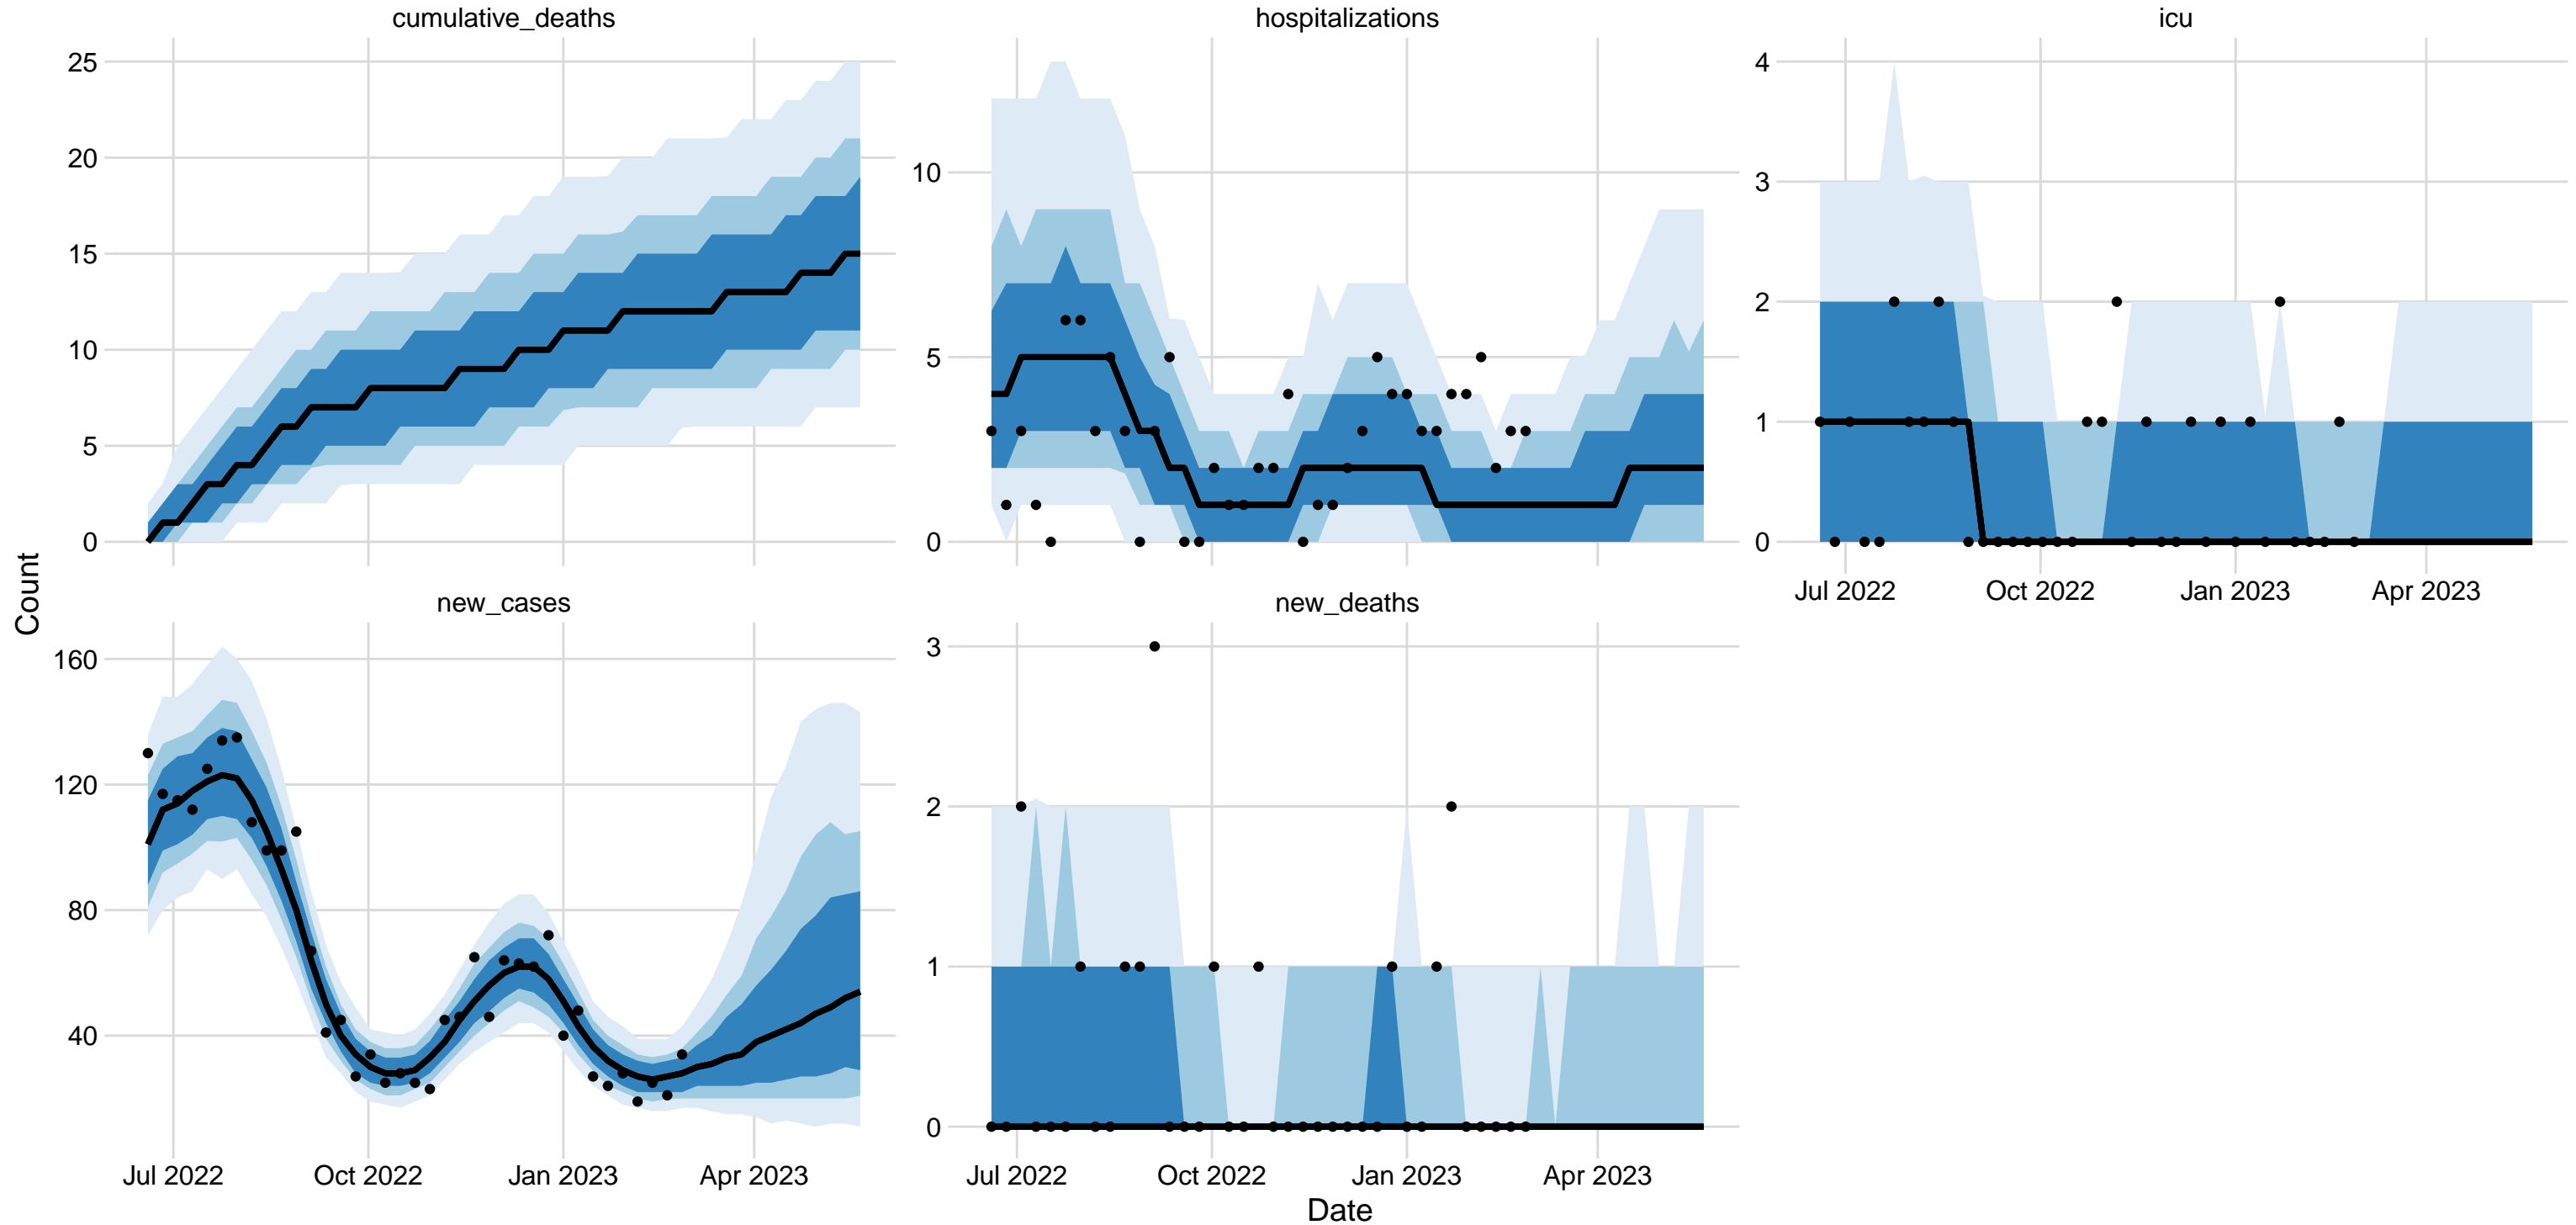 cumulative_deaths
hospitalizations
icu
25
20
15
10
5
0
10
5
0
4
3
2
1
0
Jul 2022
Oct 2022
Jan 2023
Apr 2023
Count
new_cases
new_deaths
160
120
80
40
3
2
1
0
Jul 2022
Oct 2022
Jan 2023
Apr 2023
Jul 2022
Oct 2022
Jan 2023
Apr 2023
Date